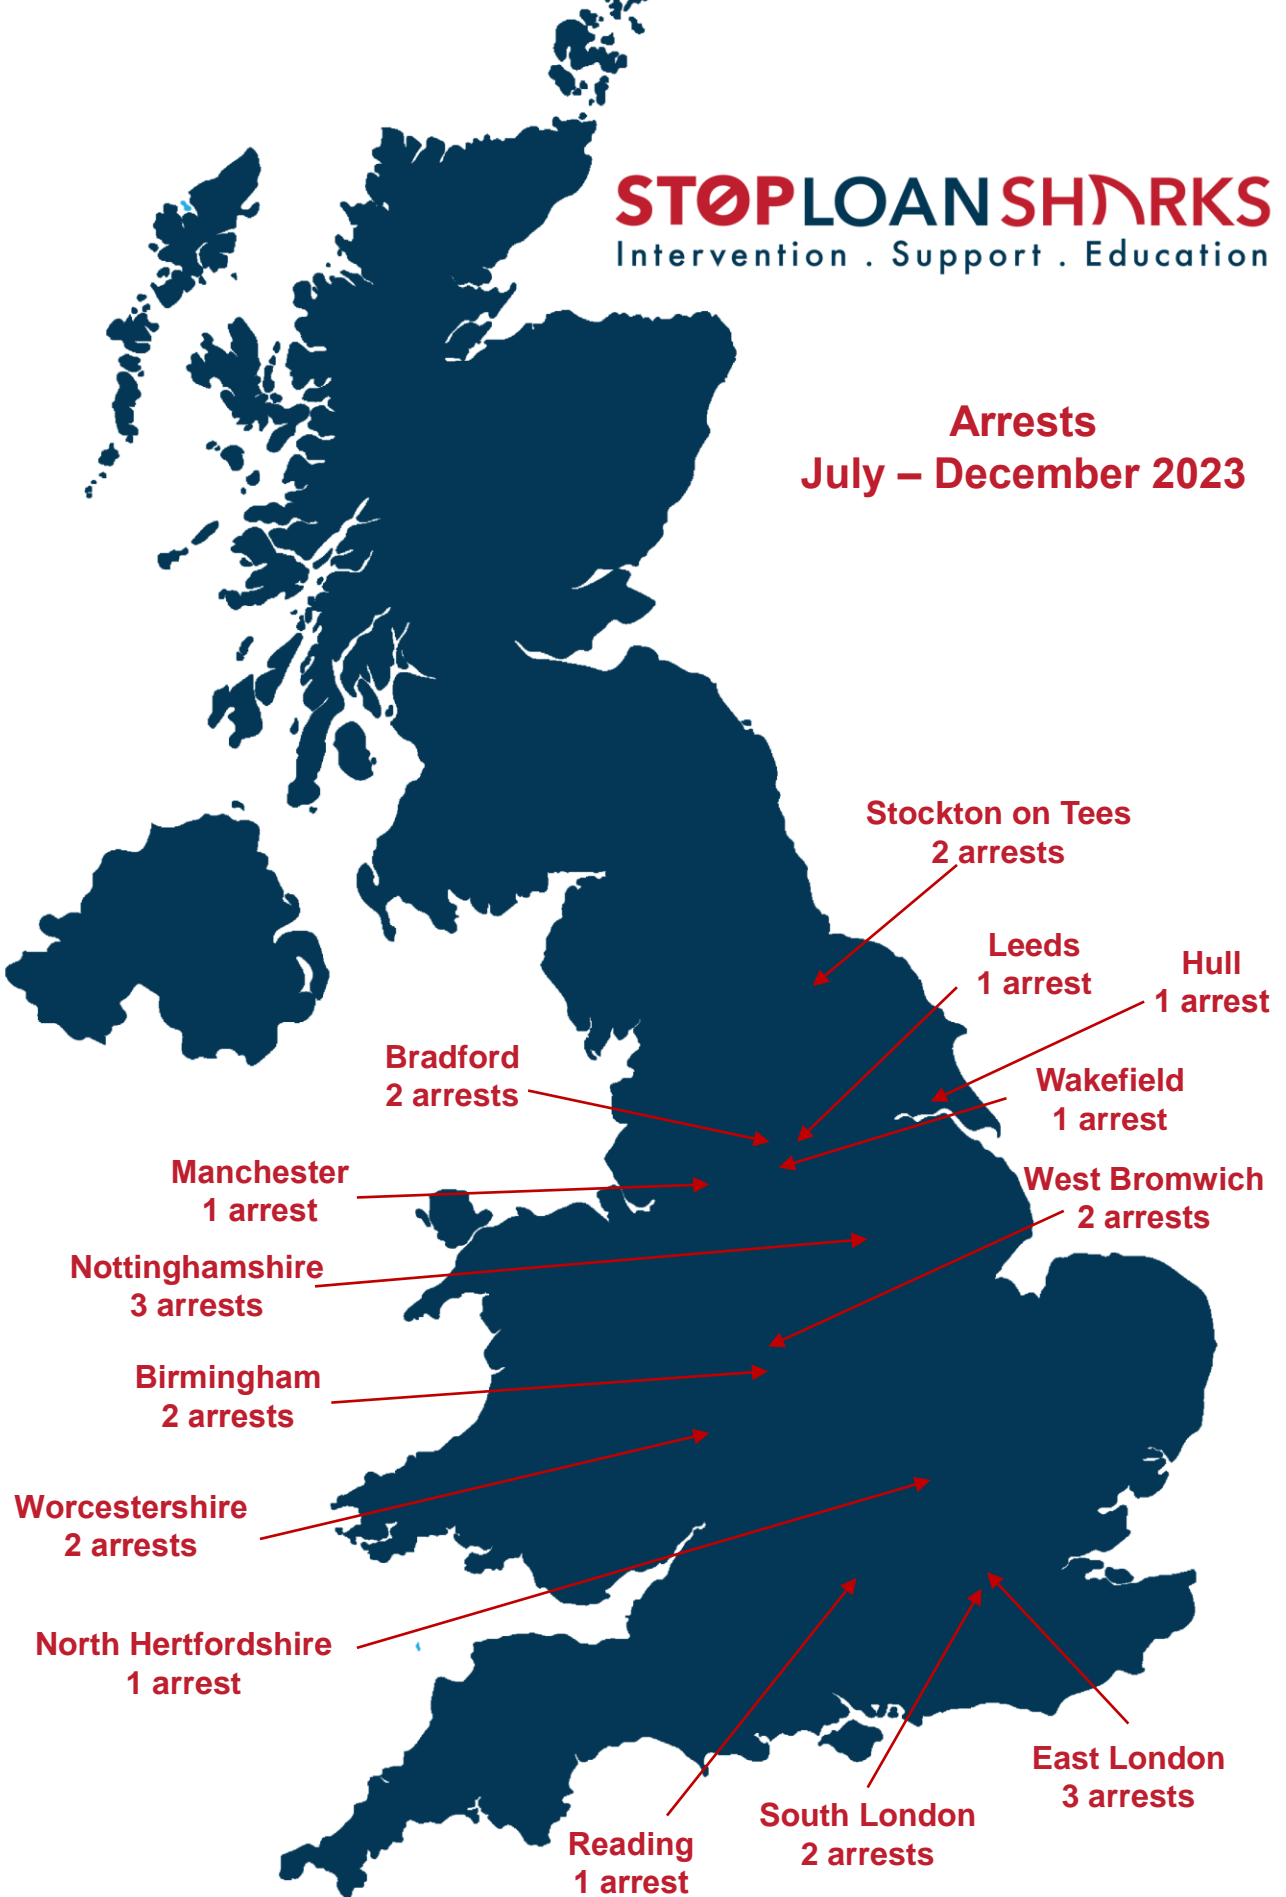 STOPLOANSHARKS
Intervention . Support . Education
Arrests
July – December 2023
Stockton on Tees
2 arrests
Leeds
1 arrest
Hull
1 arrest
Bradford
2 arrests
Wakefield
1 arrest
Manchester
1 arrest
West Bromwich
2 arrests
Nottinghamshire
3 arrests
Birmingham
2 arrests
Worcestershire
2 arrests
North Hertfordshire
1 arrest
East London
3 arrests
South London
2 arrests
Reading
1 arrest